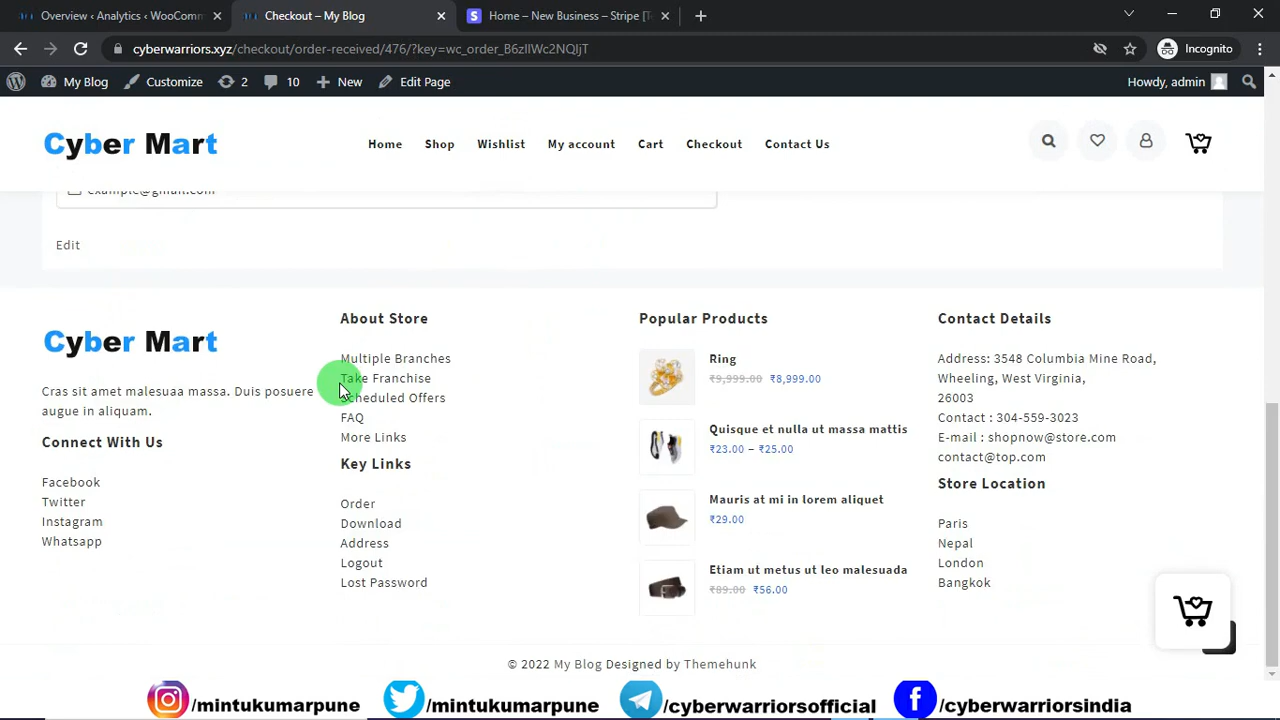 Overview ‹ Analytics ‹ WooComm
Checkout – My Blog
Home – New Business – Stripe [Te
cyberwarriors.xyz/checkout/order-received/476/?key=wc_order_B6zIIWc2NQIjT
Incognito
My Blog
Customize
2
10
New
Edit Page
Howdy, admin
Cyber Mart
Home
Shop
Wishlist
My account
Cart
Checkout
Contact Us
example@gmail.com
Edit
Cyber Mart
Cras sit amet malesuaa massa. Duis posuere
augue in aliquam.
Connect With Us
Facebook
Twitter
Instagram
Whatsapp
About Store
Multiple Branches
Take Franchise
Scheduled Offers
FAQ
More Links
Key Links
Order
Download
Address
Logout
Lost Password
Popular Products
Ring
₹9,999.00 ₹8,999.00
Quisque et nulla ut massa mattis
₹23.00 – ₹25.00
Mauris at mi in lorem aliquet
₹29.00
Etiam ut metus ut leo malesuada
₹89.00 ₹56.00
Contact Details
Address: 3548 Columbia Mine Road,
Wheeling, West Virginia,
26003
Contact : 304-559-3023
E-mail : shopnow@store.com
contact@top.com
Store Location
Paris
Nepal
London
Bangkok
© 2022 My Blog Designed by Themehunk
/mintukumarpune
/mintukumarpune
/cyberwarriorsofficial
/cyberwarriorsindia